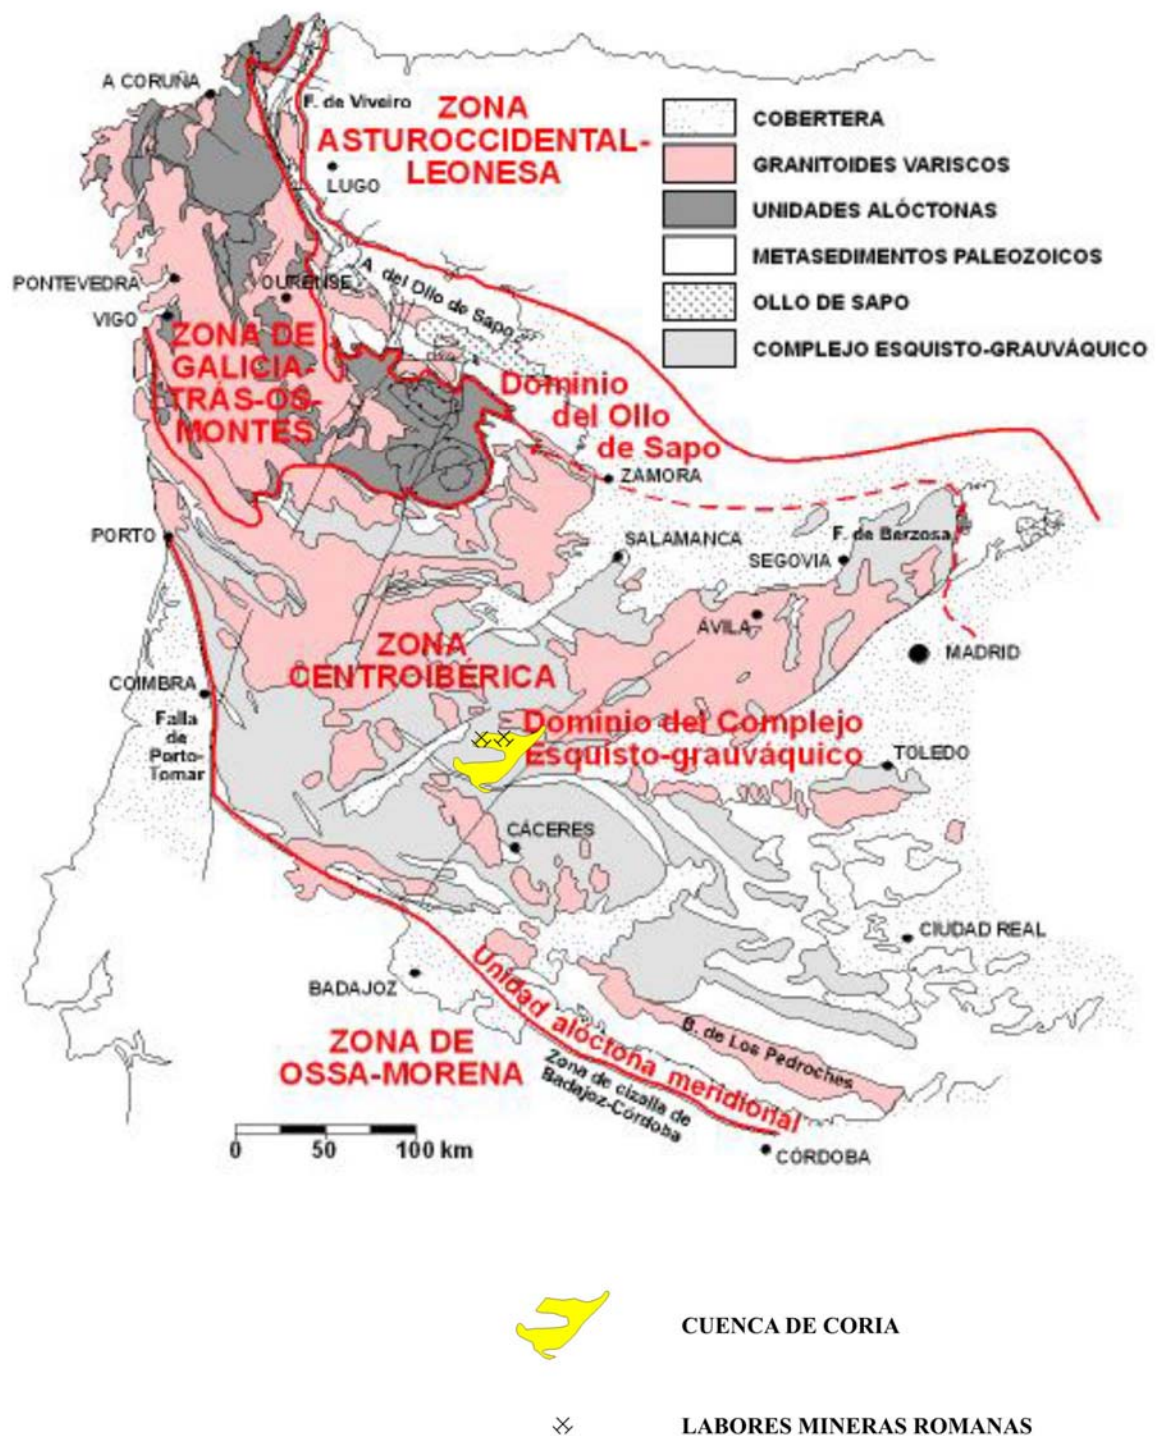 A CORUÑA
F. de Viveiro
ZONA
ASTUROCCIDENTAL-
LEONESA
LUGO
COBERTERA
GRANITOIDES VARISCOS
UNIDADES ALÓCTONAS
METASEDIMENTOS PALEOZOICOS
OLLO DE SAPO
COMPLEJO ESQUISTO-GRAUVÁQUICO
A. del Ollo de Sapo
PONTEVEDRA
OURENSE
VIGO
ZONA DE
GALICIA-
TRÁS-OS-
MONTES
Dominio
del Ollo
de Sapo
ZAMORA
PORTO
SALAMANCA
F. de Berzosa
SEGOVIA
ÁVILA
MADRID
ZONA
CENTROIBÉRICA
COIMBRA
Falla
de
Porto-
Tomar
Dominio del Complejo
Esquisto-grauváquico
TOLEDO
CÁCERES
CIUDAD REAL
BADAJOZ
Unidad alóctona meridional
B. de Los Pedroches
ZONA DE
OSSA-MORENA
Zona de cizalla de
Badajoz-Córdoba
0 50 100 km
CÓRDOBA
CUENCA DE CORIA
LABORES MINERAS ROMANAS